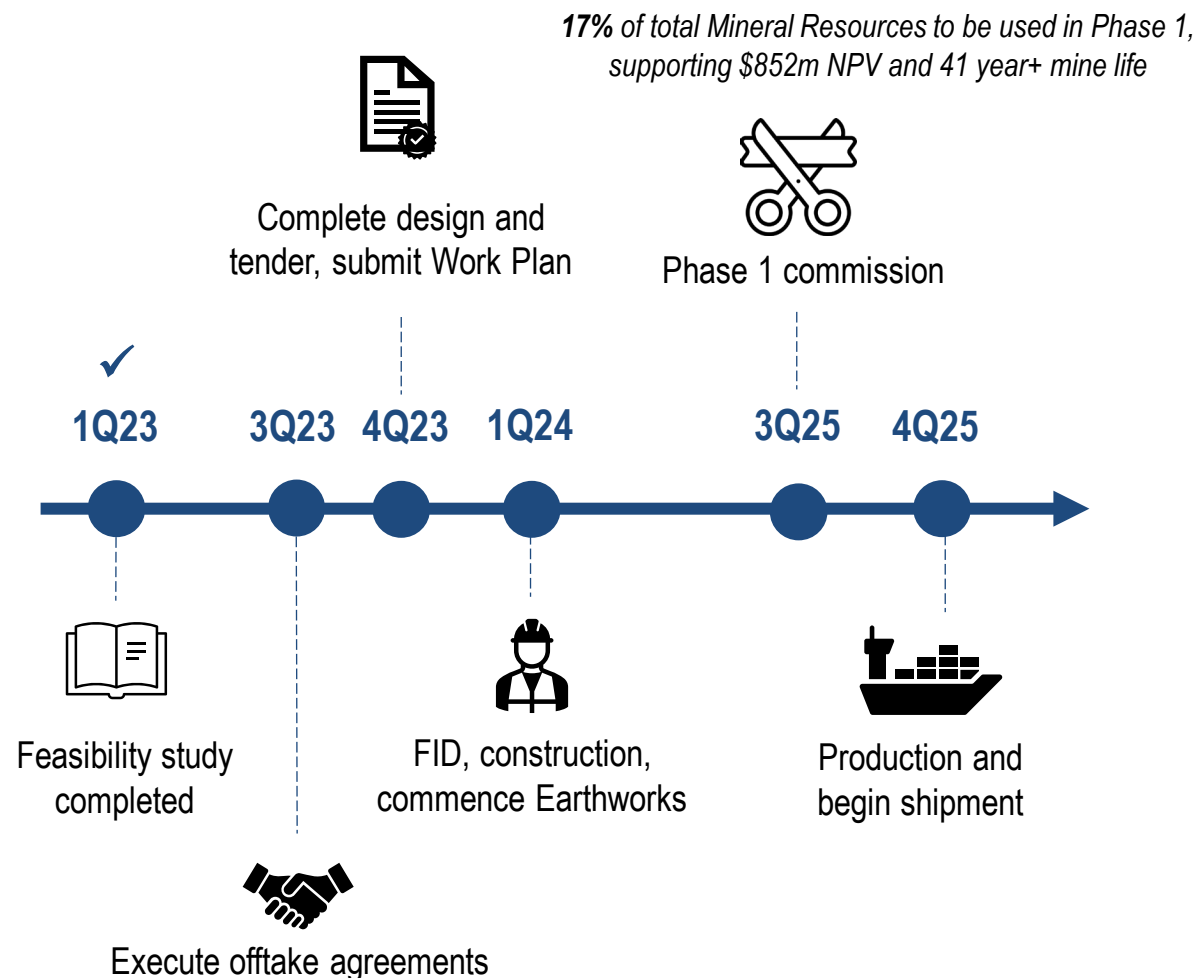 17% of total Mineral Resources to be used in Phase 1,
supporting $852m NPV and 41 year+ mine life
Complete design and
tender, submit Work Plan
Phase 1 commission
1Q23
3Q23
4Q23
1Q24
3Q25
4Q25
Feasibility study
completed
FID, construction,
commence Earthworks
Production and
begin shipment
Execute offtake agreements